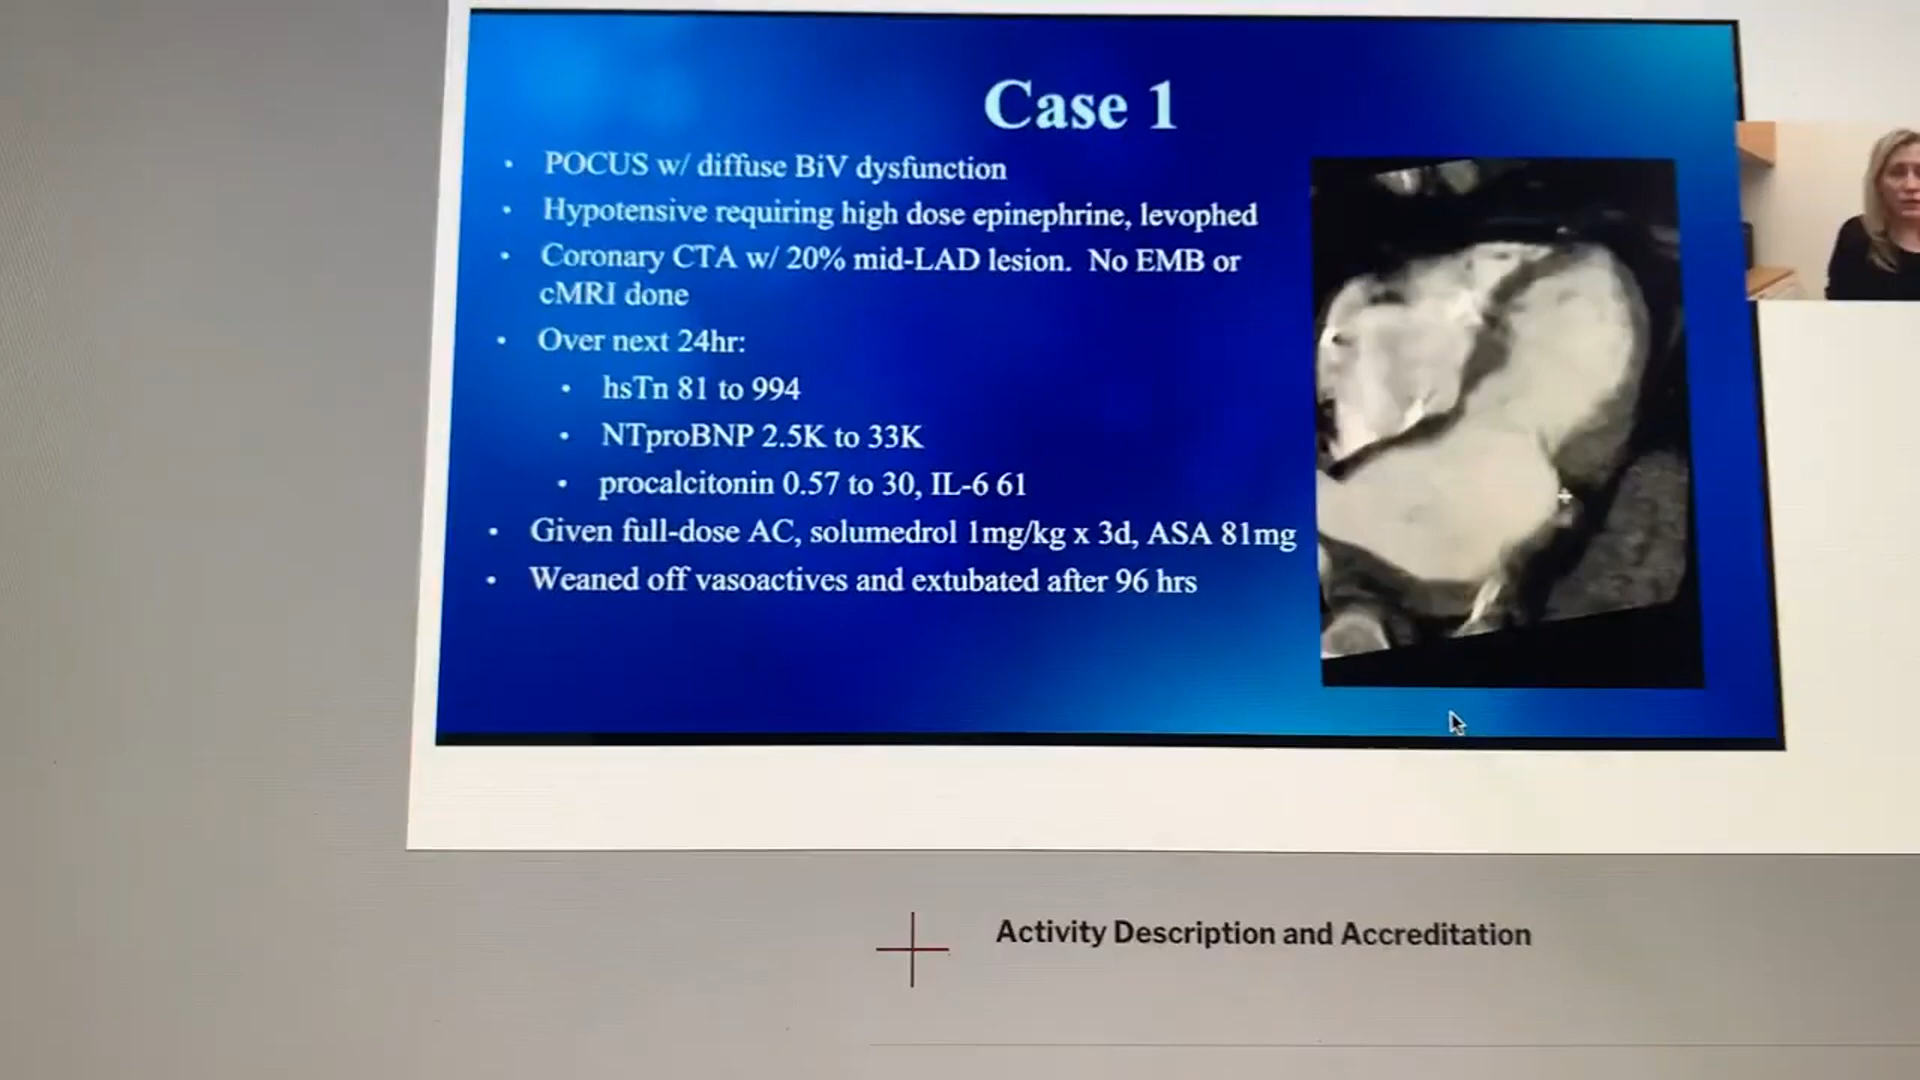 Case 1
• POCUS w/ diffuse BiV dysfunction
• Hypotensive requiring high dose epinephrine, levophed
• Coronary CTA w/ 20% mid-LAD lesion. No EMB or
cMRI done
• Over next 24hr:
• hsTn 81 to 994
• NTproBNP 2.5K to 33K
• procalcitonin 0.57 to 30, IL-6 61
• Given full-dose AC, solumedrol 1mg/kg x 3d, ASA 81mg
• Weaned off vasoactives and extubated after 96 hrs
Activity Description and Accreditation